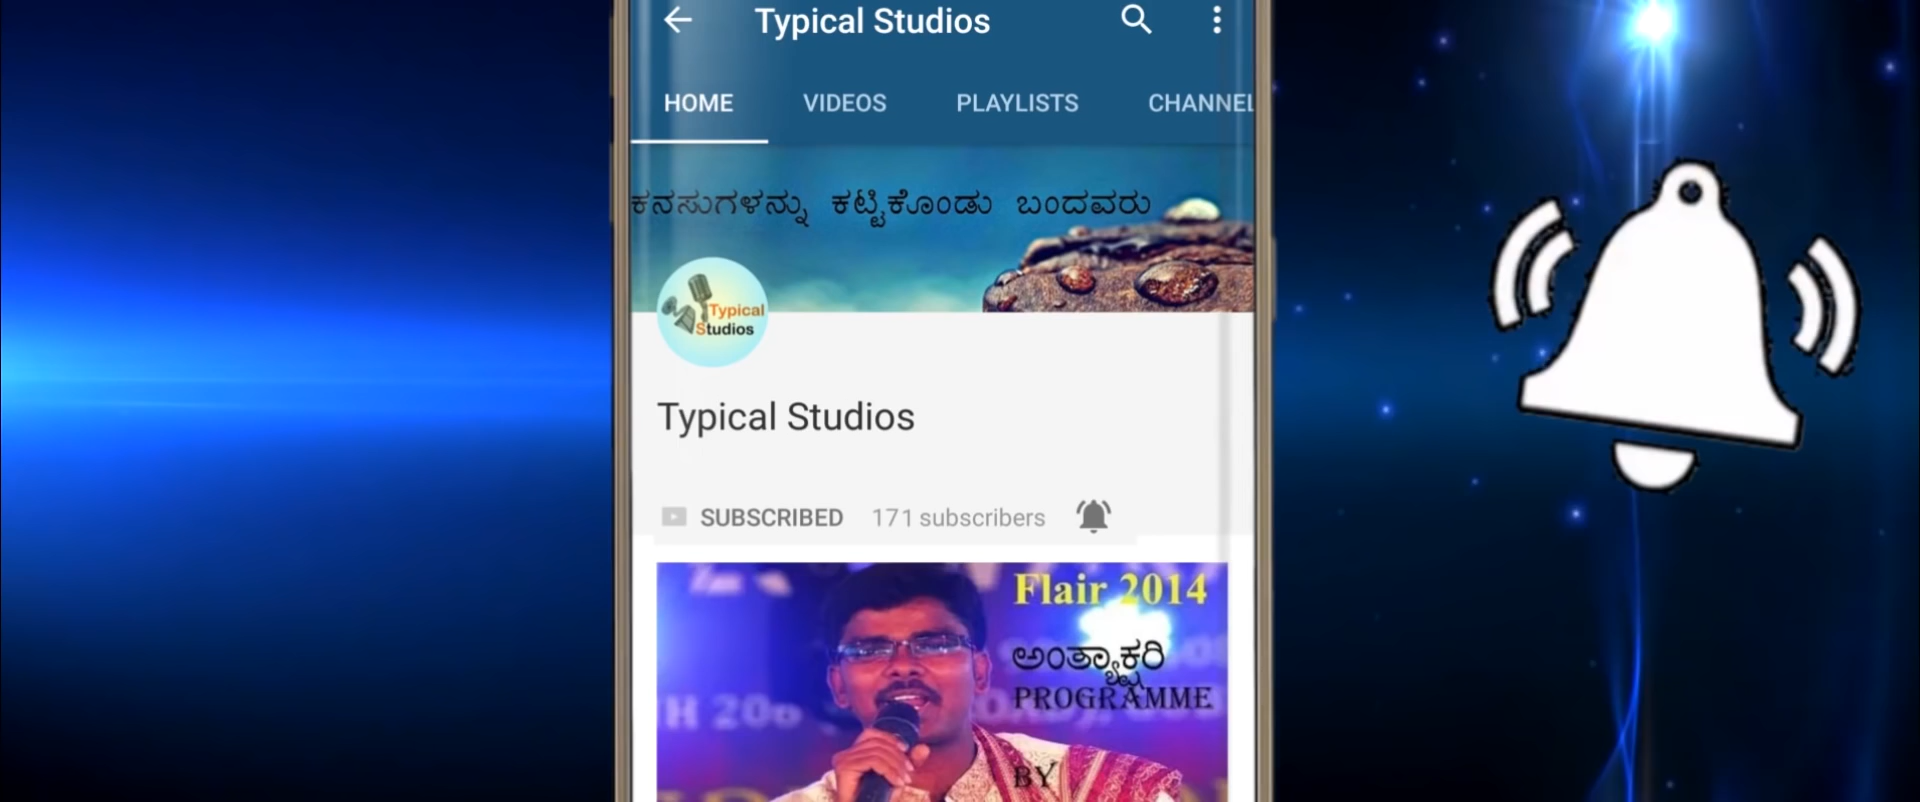 Typical Studios
HOME VIDEOS PLAYLISTS CHANNEL
ಕನಸುಗಳನ್ನು ಕಟ್ಟಿಕೊಂಡು ಬಂದವರು
Typical
Studios
Typical Studios
SUBSCRIBED 171 subscribers
Flair 2014
ಅಂತ್ಯಾಕ್ಷರಿ
PROGRAMME
H 20
BY